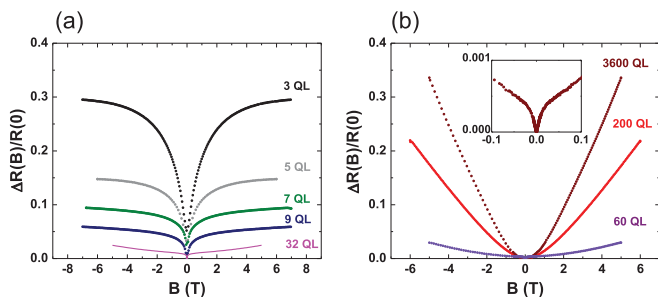 (a)
(b)
ΔR(B)/R(0)
0.4
0.3
0.2
0.1
0.0
3 QL
5 QL
7 QL
9 QL
32 QL
-8 -6 -4 -2 0 2 4 6 8
B (T)
ΔR(B)/R(0)
0.4
0.3
0.2
0.1
0.0
0.001
0.000
-0.1 0.0 0.1
3600 QL
200 QL
60 QL
-6 -4 -2 0 2 4 6
B (T)